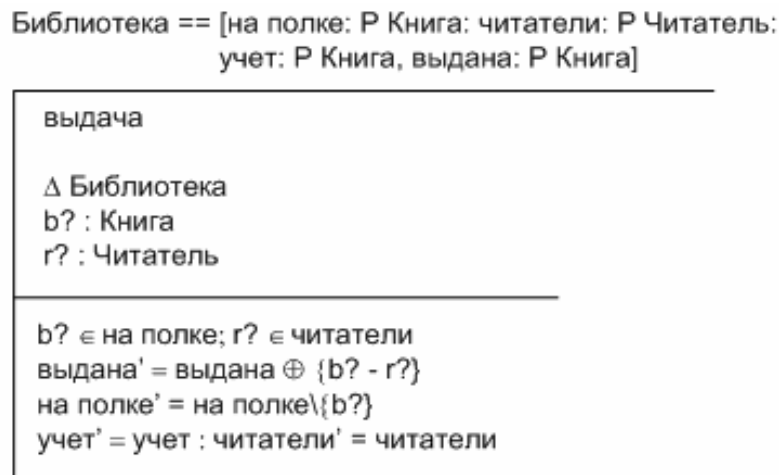 Библиотека == [на полке: P Книга: читатели: P Читатель:
учет: P Книга, выдана: P Книга]
выдача
Δ Библиотека
b? : Книга
r? : Читатель
b? ∈ на полке; r? ∈ читатели
выдана' = выдана ⊕ {b? - r?}
на полке' = на полке\{b?}
учет' = учет : читатели' = читатели